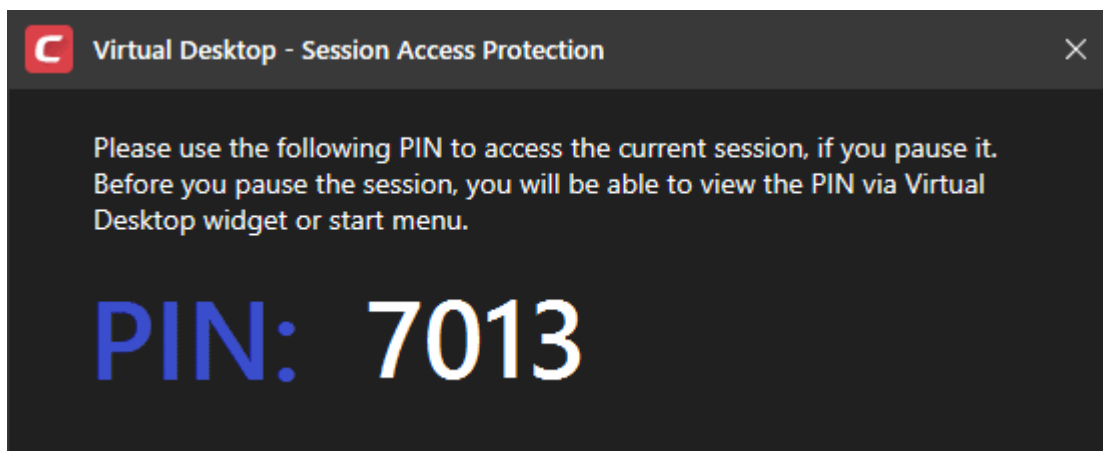 Virtual Desktop - Session Access Protection
Please use the following PIN to access the current session, if you pause it.
Before you pause the session, you will be able to view the PIN via Virtual
Desktop widget or start menu.
PIN: 7013